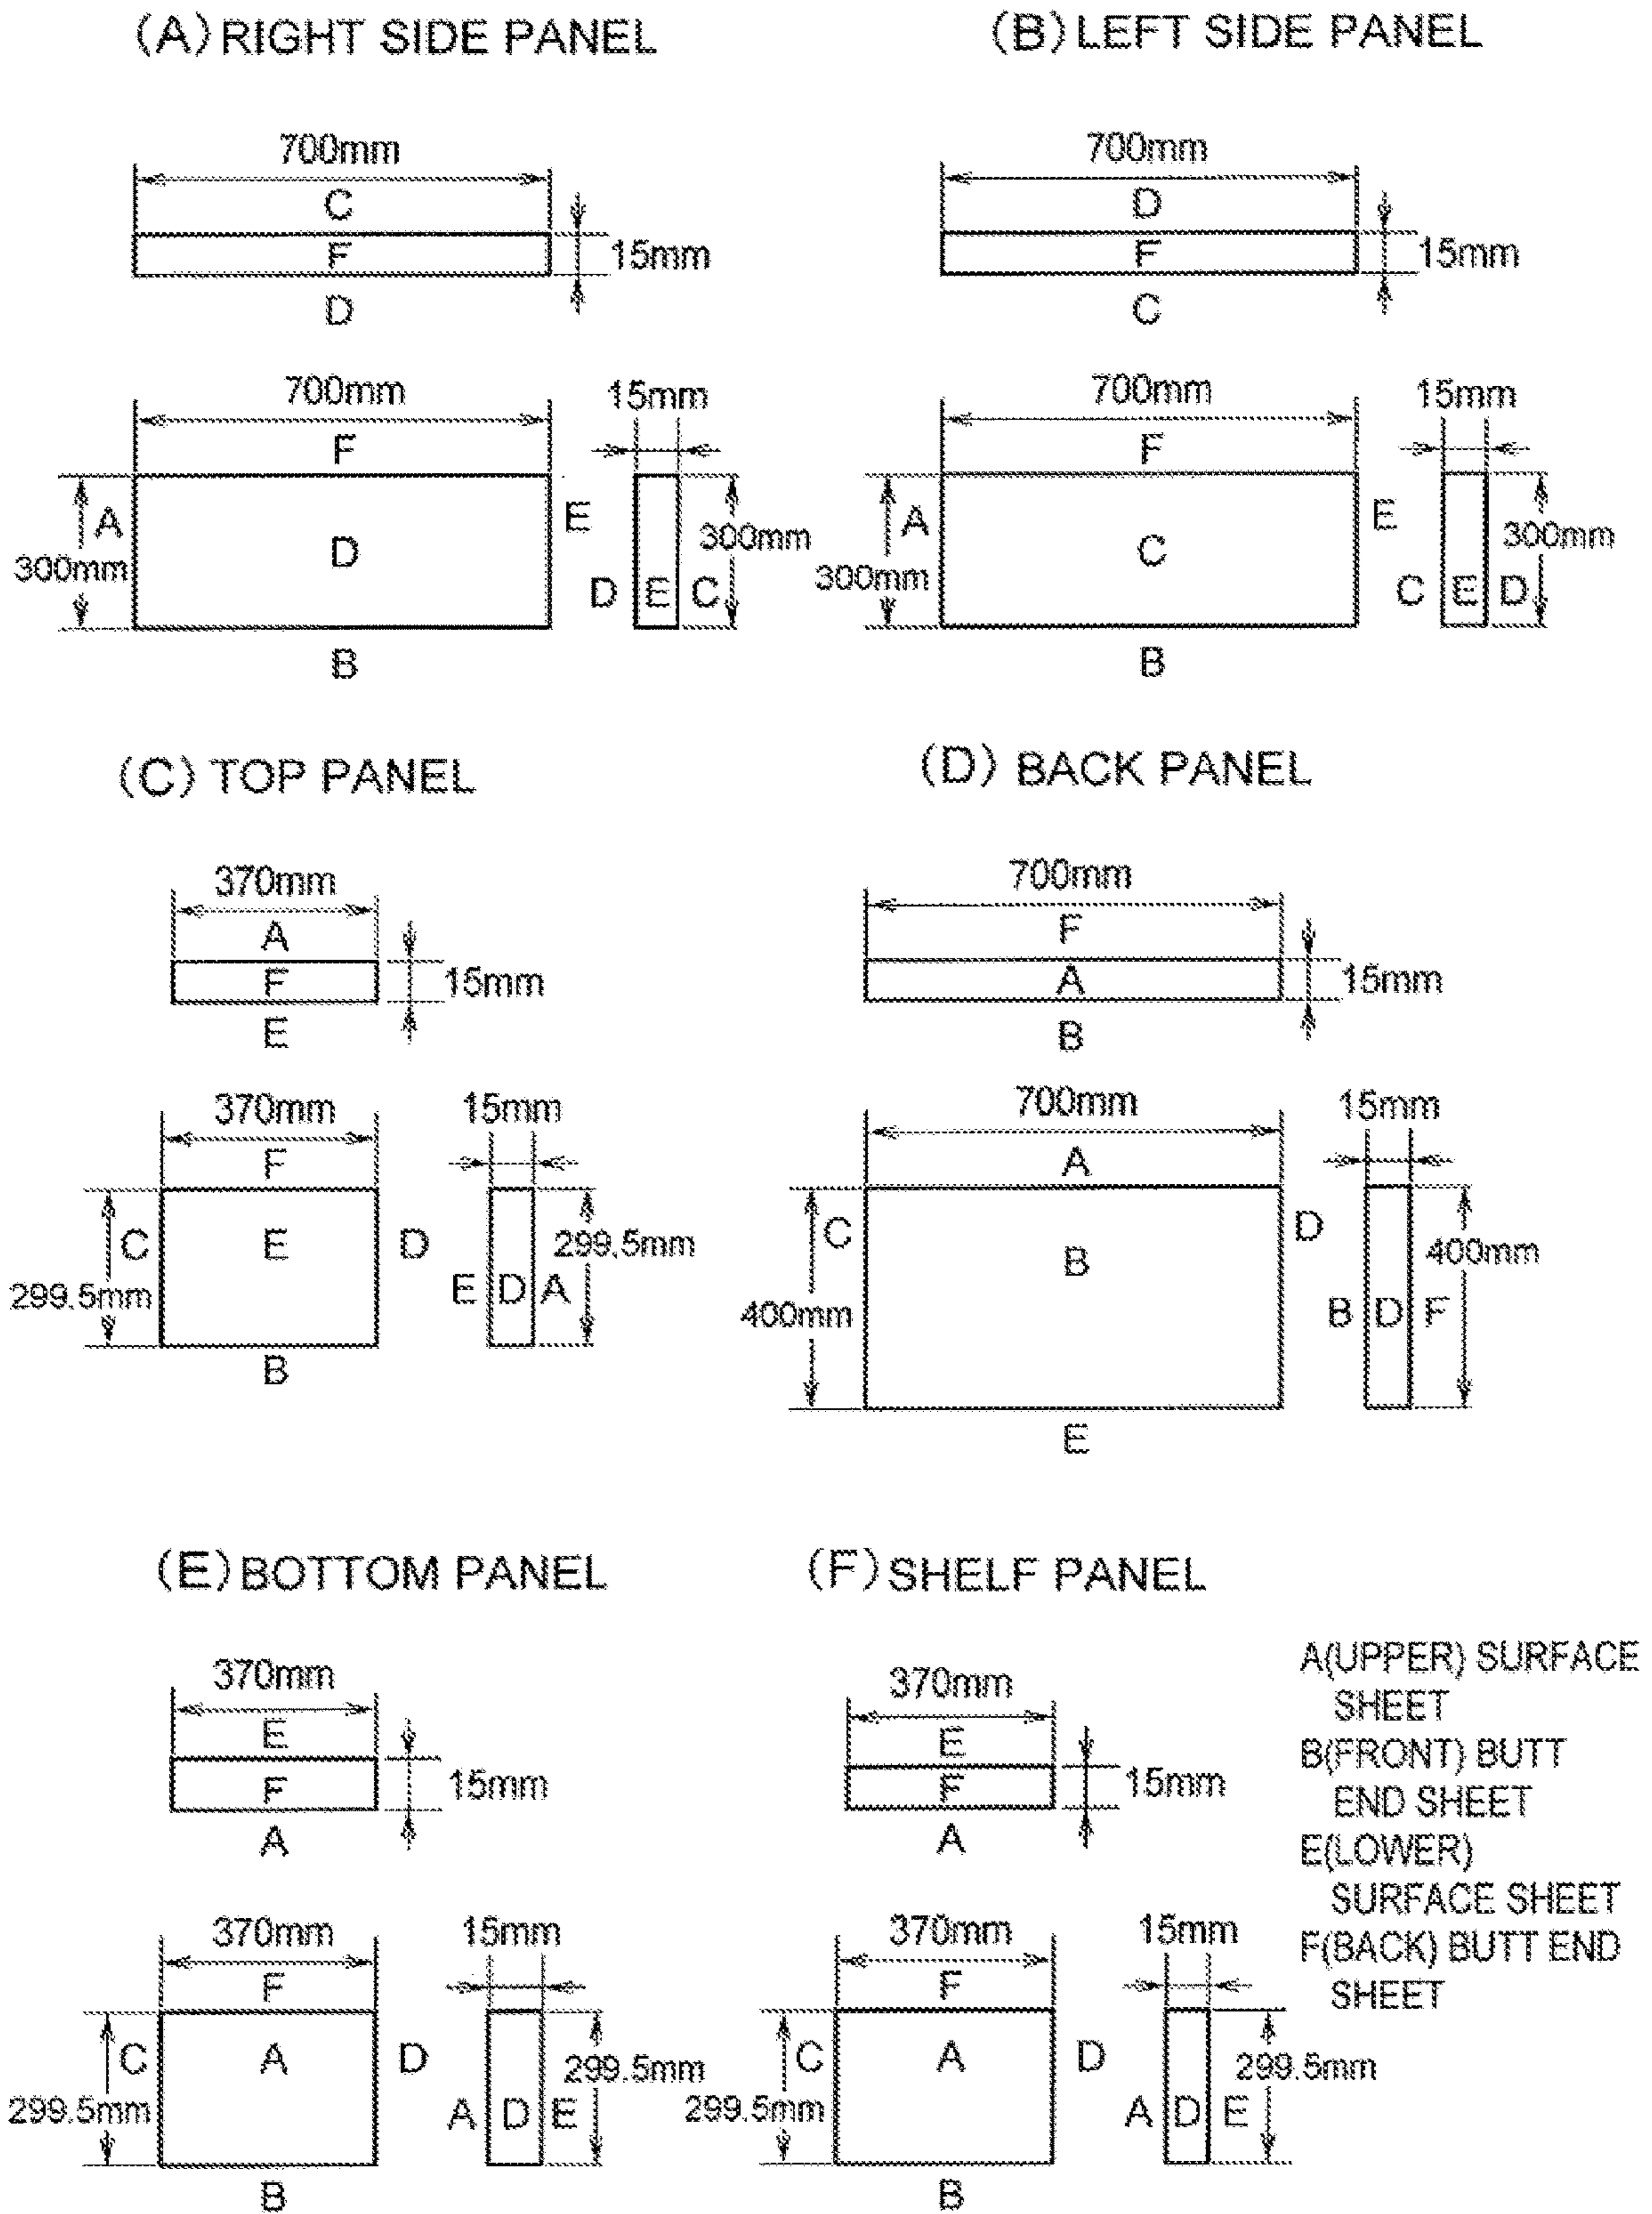 (A) RIGHT SIDE PANEL
700mm
C
F
15mm
D
700mm
F
A
300mm
D
E
B
15mm
D
E
C
300mm
(B) LEFT SIDE PANEL
700mm
D
F
15mm
C
700mm
F
A
300mm
C
E
B
15mm
C
E
D
300mm
(C) TOP PANEL
370mm
A
F
15mm
E
370mm
F
C
299.5mm
E
D
B
15mm
E
D
A
299.5mm
(D) BACK PANEL
700mm
F
A
15mm
B
700mm
A
C
400mm
B
D
E
15mm
B
D
F
400mm
(E) BOTTOM PANEL
370mm
E
F
15mm
A
370mm
F
C
299.5mm
A
D
B
15mm
A
D
E
299.5mm
(F) SHELF PANEL
370mm
E
F
15mm
A
370mm
F
C
299.5mm
A
D
B
15mm
A
D
E
299.5mm
A(UPPER) SURFACE
SHEET
B(FRONT) BUTT
END SHEET
E(LOWER)
SURFACE SHEET
F(BACK) BUTT END
SHEET